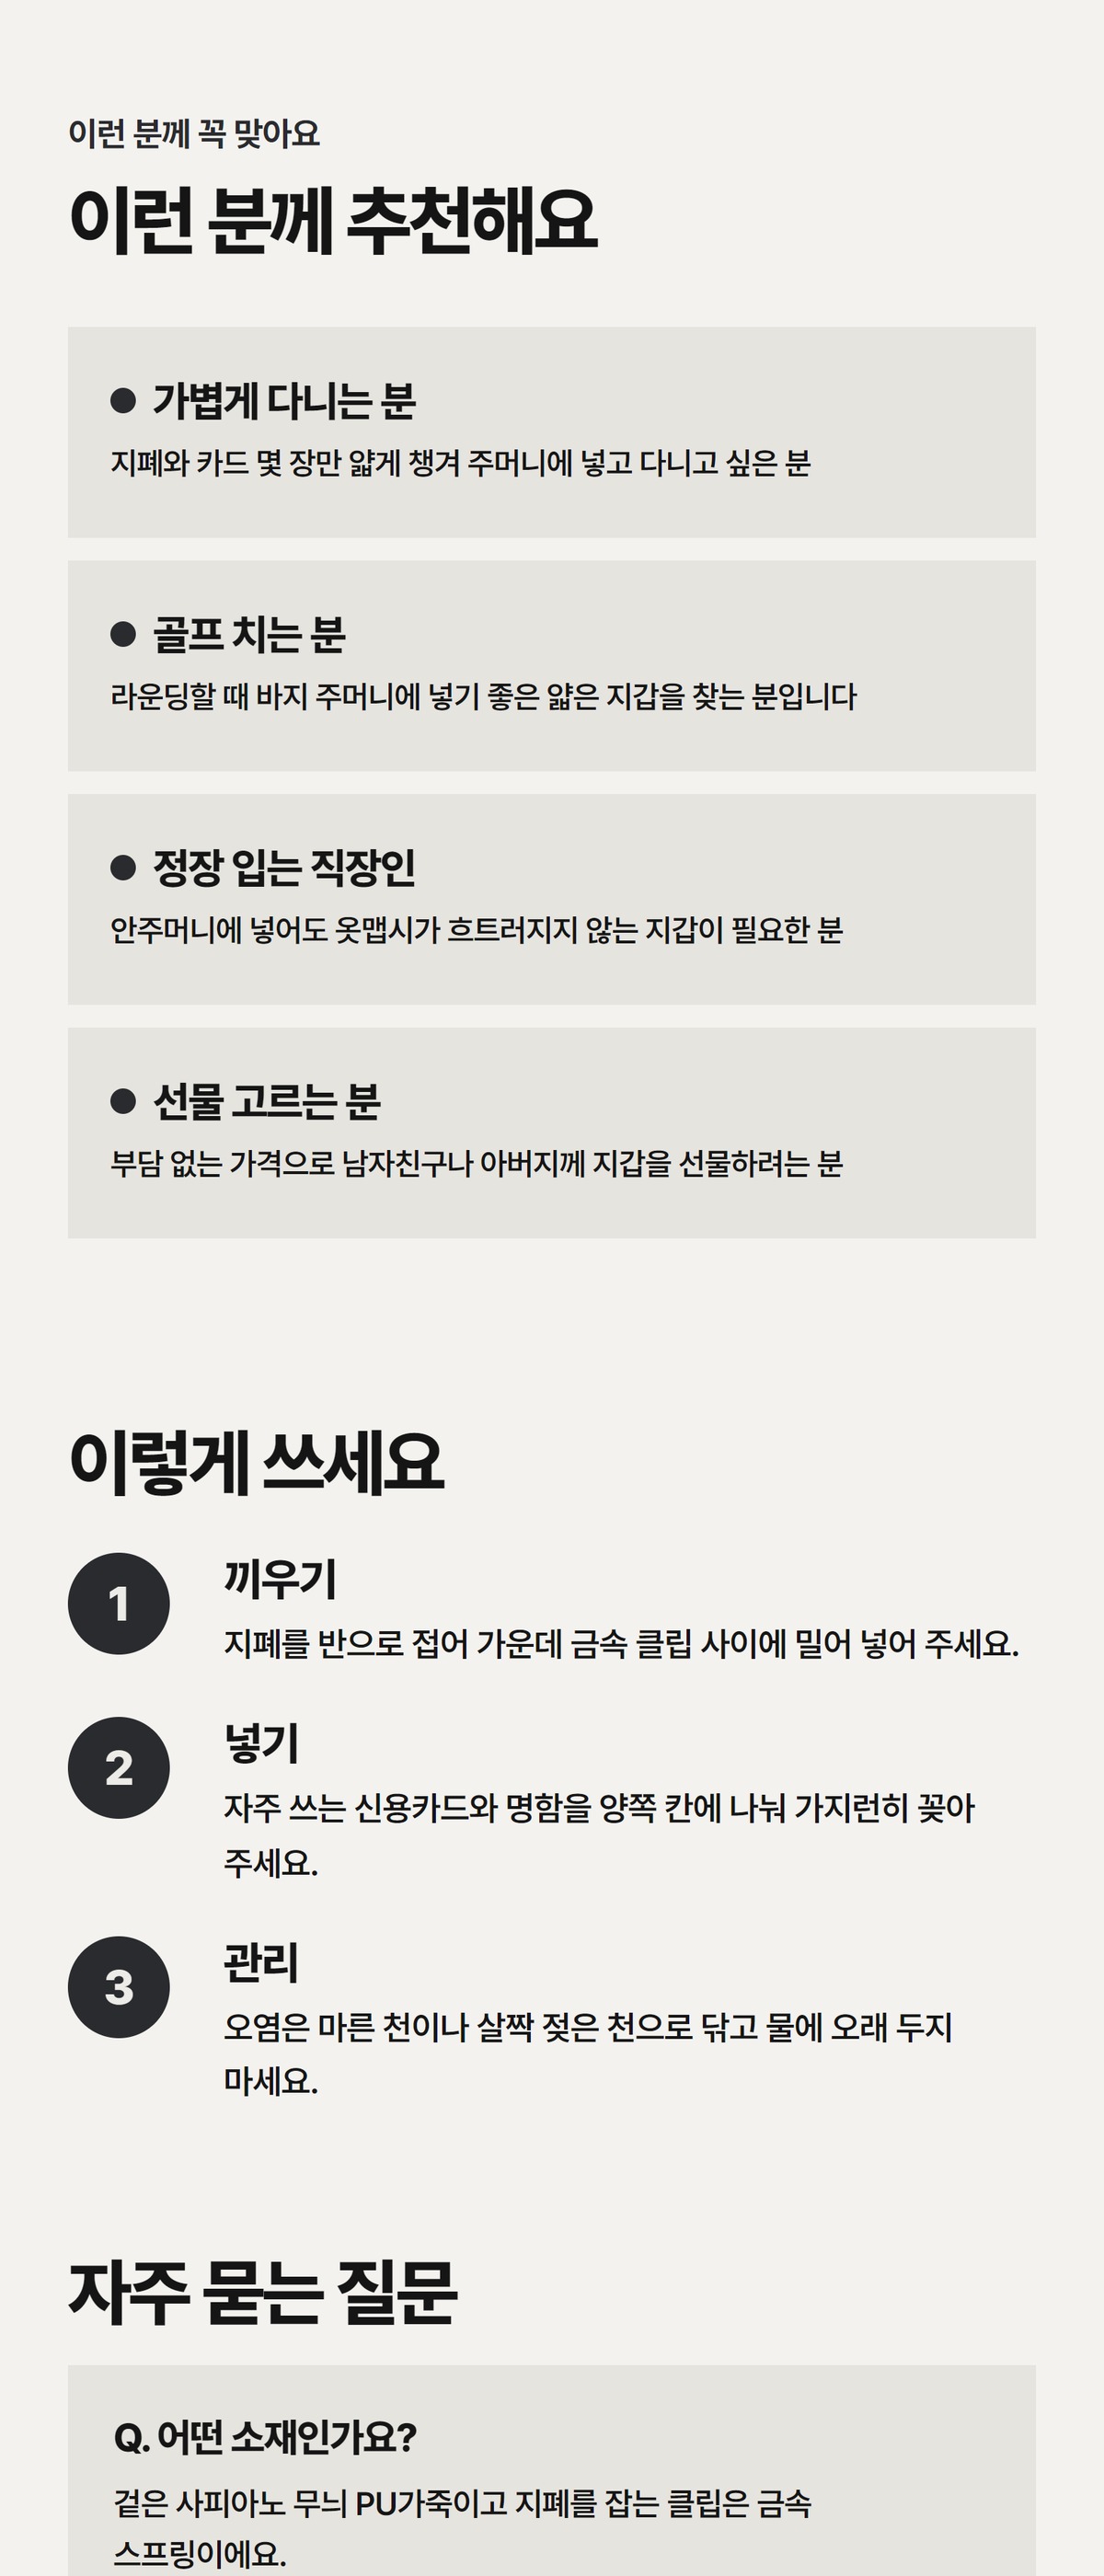 이런 분께 꼭 맞아요
이런 분께 추천해요
가볍게 다니는 분
지폐와 카드 몇 장만 얇게 챙겨 주머니에 넣고 다니고 싶은 분
골프 치는 분
라운딩할 때 바지 주머니에 넣기 좋은 얇은 지갑을 찾는 분입니다
정장 입는 직장인
안주머니에 넣어도 옷맵시가 흐트러지지 않는 지갑이 필요한 분
선물 고르는 분
부담 없는 가격으로 남자친구나 아버지께 지갑을 선물하려는 분
이렇게 쓰세요
1
끼우기
지폐를 반으로 접어 가운데 금속 클립 사이에 밀어 넣어 주세요.
2
넣기
자주 쓰는 신용카드와 명함을 양쪽 칸에 나눠 가지런히 꽂아
주세요.
3
관리
오염은 마른 천이나 살짝 젖은 천으로 닦고 물에 오래 두지
마세요.
자주 묻는 질문
Q. 어떤 소재인가요?
겉은 사피아노 무늬 PU가죽이고 지폐를 잡는 클립은 금속
스프링이에요.